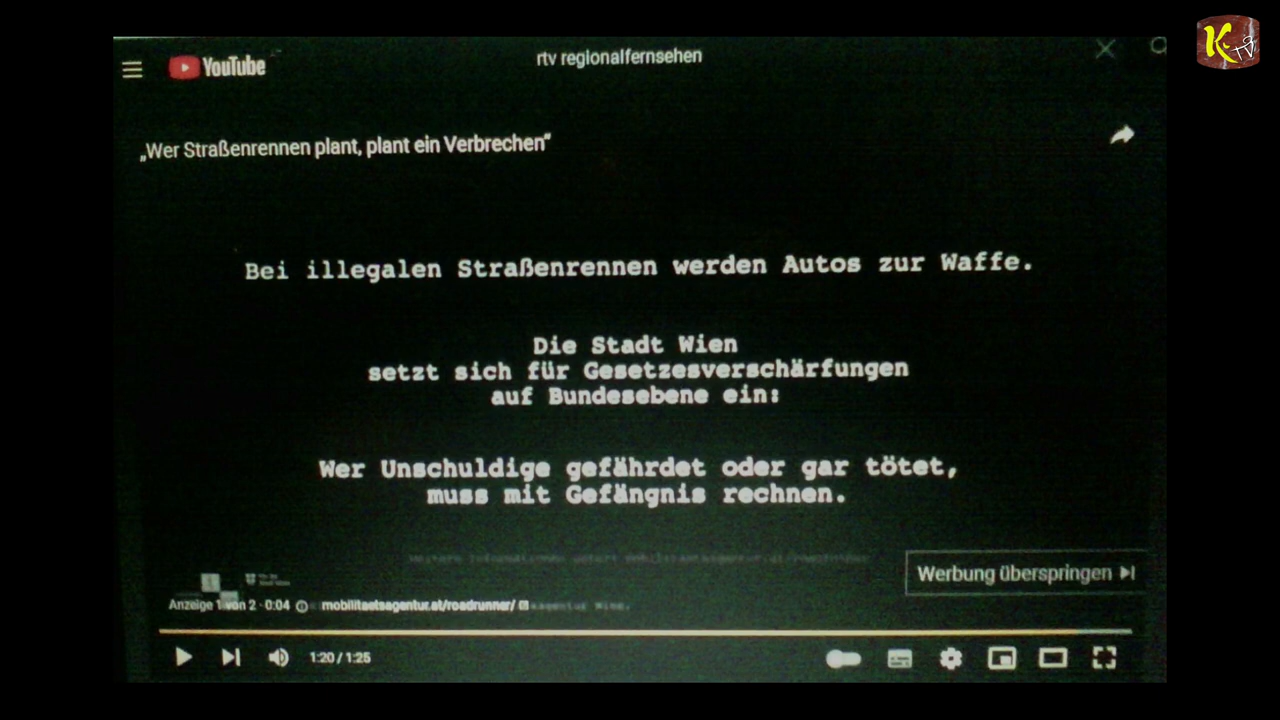 K TV
YouTube
rtv regionalfernsehen
„Wer Straßenrennen plant, plant ein Verbrechen“
Bei illegalen Straßenrennen werden Autos zur Waffe.
Die Stadt Wien
setzt sich für Gesetzesverschärfungen
auf Bundesebene ein:
Wer Unschuldige gefährdet oder gar tötet,
muss mit Gefängnis rechnen.
Werbung überspringen
Anzeige 1 von 2 · 0:04
mobilitaetsagentur.at/roadrunner/
1:20 / 1:25